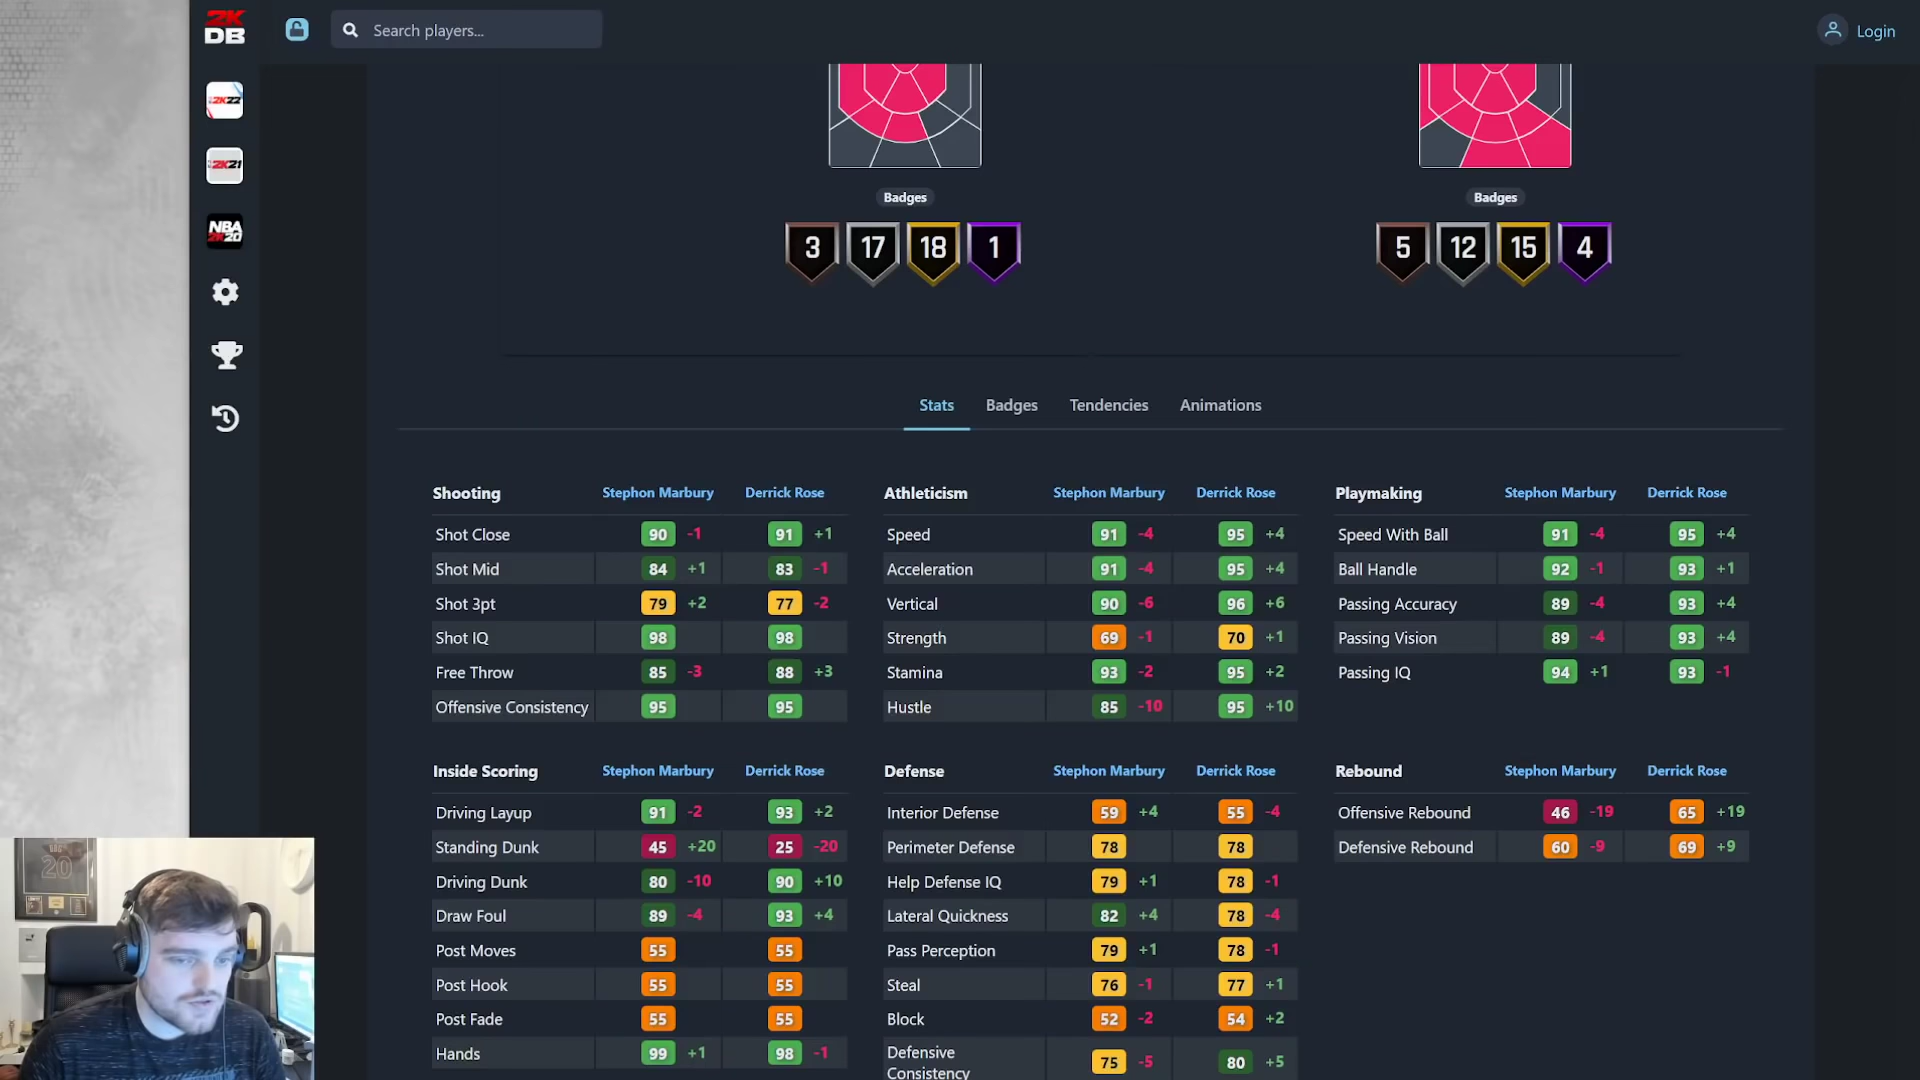 2K
DB
Search players...
Login
2K22
2K21
NBA
2K20
Badges
Badges
3 17 18 1
5 12 15 4
Stats Badges Tendencies Animations
Shooting Stephon Marbury Derrick Rose
Shot Close 90 -1 91 +1
Shot Mid 84 +1 83 -1
Shot 3pt 79 +2 77 -2
Shot IQ 98 98
Free Throw 85 -3 88 +3
Offensive Consistency 95 95
Athleticism Stephon Marbury Derrick Rose
Speed 91 -4 95 +4
Acceleration 91 -4 95 +4
Vertical 90 -6 96 +6
Strength 69 -1 70 +1
Stamina 93 -2 95 +2
Hustle 85 -10 95 +10
Playmaking Stephon Marbury Derrick Rose
Speed With Ball 91 -4 95 +4
Ball Handle 92 -1 93 +1
Passing Accuracy 89 -4 93 +4
Passing Vision 89 -4 93 +4
Passing IQ 94 +1 93 -1
Inside Scoring Stephon Marbury Derrick Rose
Driving Layup 91 -2 93 +2
Standing Dunk 45 +20 25 -20
Driving Dunk 80 -10 90 +10
Draw Foul 89 -4 93 +4
Post Moves 55 55
Post Hook 55 55
Post Fade 55 55
Hands 99 +1 98 -1
Defense Stephon Marbury Derrick Rose
Interior Defense 59 +4 55 -4
Perimeter Defense 78 78
Help Defense IQ 79 +1 78 -1
Lateral Quickness 82 +4 78 -4
Pass Perception 79 +1 78 -1
Steal 76 -1 77 +1
Block 52 -2 54 +2
Defensive
Consistency 75 -5 80 +5
Rebound Stephon Marbury Derrick Rose
Offensive Rebound 46 -19 65 +19
Defensive Rebound 60 -9 69 +9
20